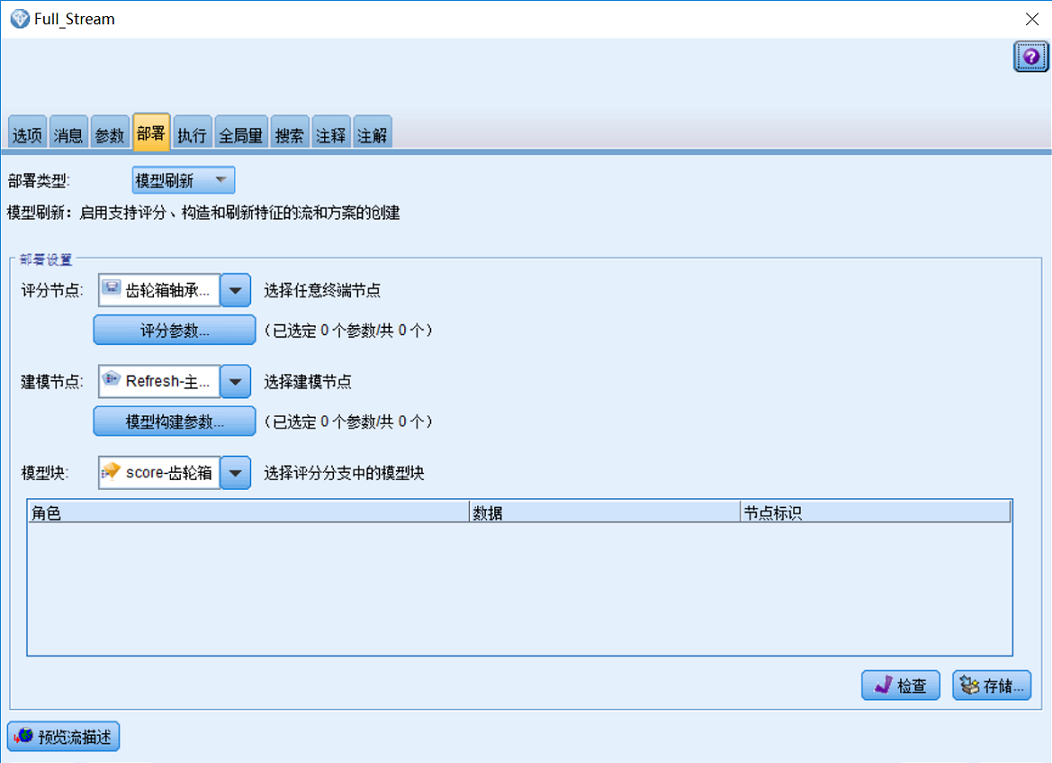 Full_Stream
选项 消息 参数 部署 执行 全局量 搜索 注释 注解
部署类型: 模型刷新
模型刷新：启用支持评分、构造和刷新特征的流和方案的创建
部署设置
评分节点: 齿轮箱轴承... 选择任意终端节点
评分参数... （已选定 0 个参数/共 0 个）
建模节点: Refresh-主... 选择建模节点
模型构建参数... （已选定 0 个参数/共 0 个）
模型块: score-齿轮箱 选择评分分支中的模型块
角色 数据 节点标识
检查 存储...
预览流描述